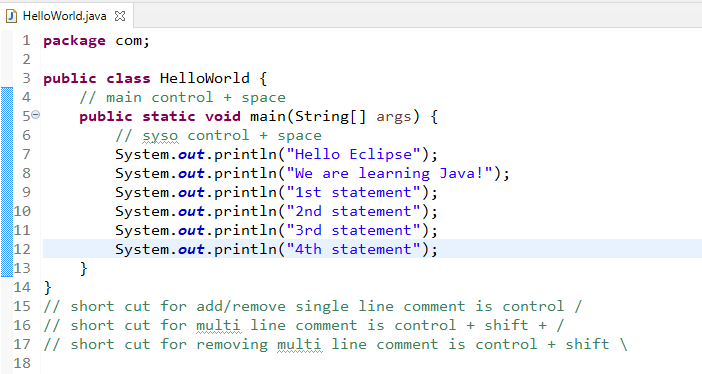 HelloWorld.java
1 package com;
2
3 public class HelloWorld {
4     // main control + space
5     public static void main(String[] args) {
6         // syso control + space
7         System.out.println("Hello Eclipse");
8         System.out.println("We are learning Java!");
9         System.out.println("1st statement");
10         System.out.println("2nd statement");
11         System.out.println("3rd statement");
12         System.out.println("4th statement");
13     }
14 }
15 // short cut for add/remove single line comment is control /
16 // short cut for multi line comment is control + shift + /
17 // short cut for removing multi line comment is control + shift \
18